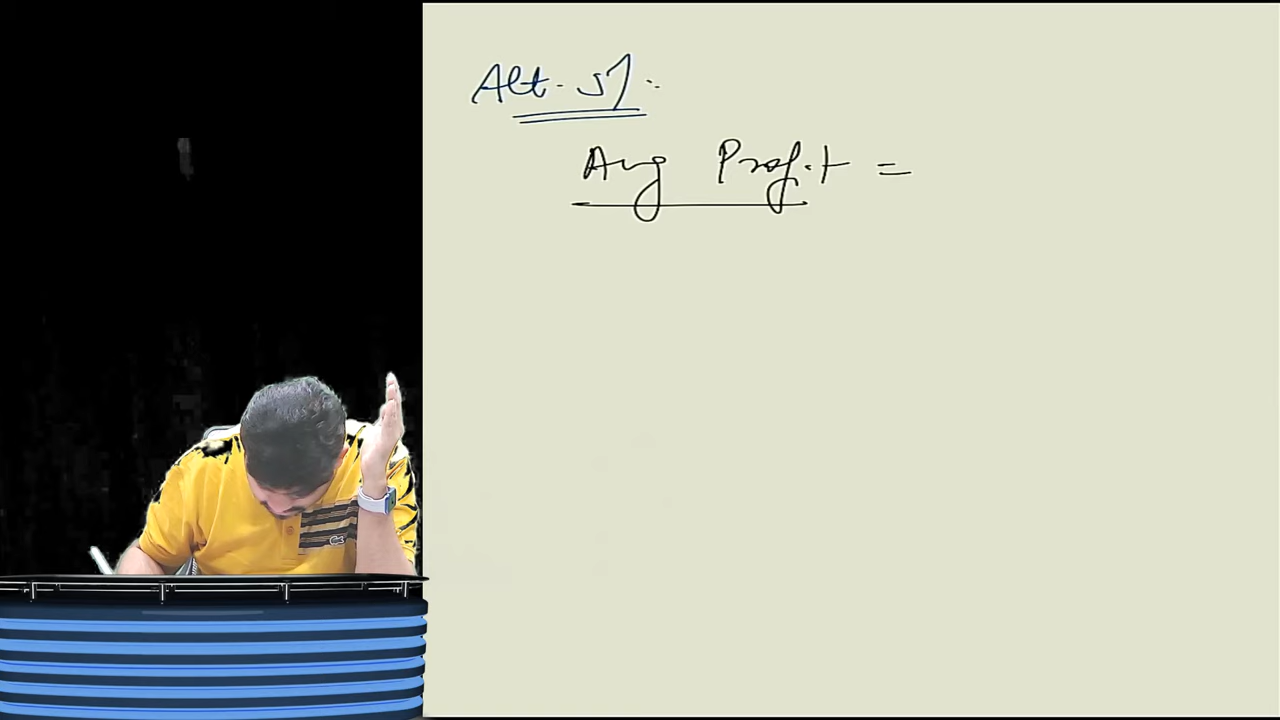 Alt. 5% :
Avg Profit =